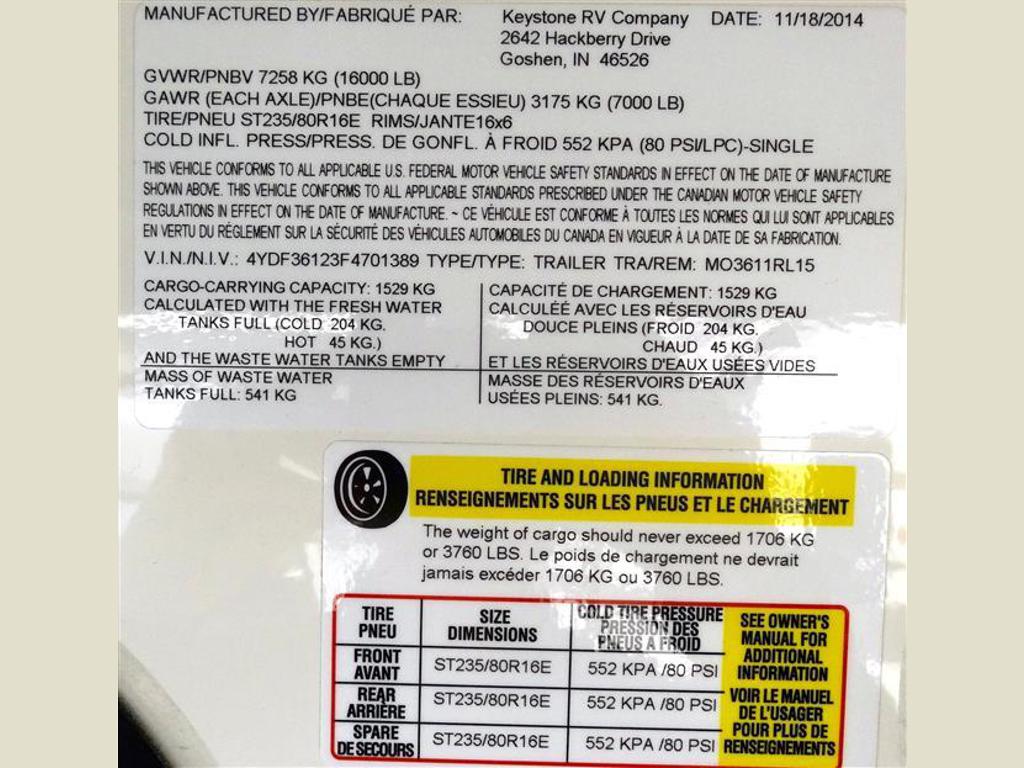 MANUFACTURED BY/FABRIQUÉ PAR: Keystone RV Company DATE: 11/18/2014
2642 Hackberry Drive
Goshen, IN 46526
GVWR/PNBV 7258 KG (16000 LB)
GAWR (EACH AXLE)/PNBE(CHAQUE ESSIEU) 3175 KG (7000 LB)
TIRE/PNEU ST235/80R16E RIMS/JANTE16x6
COLD INFL. PRESS/PRESS. DE GONFL. À FROID 552 KPA (80 PSI/LPC)-SINGLE
THIS VEHICLE CONFORMS TO ALL APPLICABLE U.S. FEDERAL MOTOR VEHICLE SAFETY STANDARDS IN EFFECT ON THE DATE OF MANUFACTURE
SHOWN ABOVE. THIS VEHICLE CONFORMS TO ALL APPLICABLE STANDARDS PRESCRIBED UNDER THE CANADIAN MOTOR VEHICLE SAFETY
REGULATIONS IN EFFECT ON THE DATE OF MANUFACTURE. ~ CE VÉHICULE EST CONFORME À TOUTES LES NORMES QUI LUI SONT APPLICABLES
EN VERTU DU RÈGLEMENT SUR LA SÉCURITÉ DES VÉHICULES AUTOMOBILES DU CANADA EN VIGUEUR À LA DATE DE SA FABRICATION.
V.I.N./N.I.V.: 4YDF36123F4701389 TYPE/TYPE: TRAILER TRA/REM: MO3611RL15
CARGO-CARRYING CAPACITY: 1529 KG
CALCULATED WITH THE FRESH WATER
TANKS FULL (COLD 204 KG.
HOT 45 KG.)
AND THE WASTE WATER TANKS EMPTY
MASS OF WASTE WATER
TANKS FULL: 541 KG
CAPACITÉ DE CHARGEMENT: 1529 KG
CALCULÉE AVEC LES RÉSERVOIRS D'EAU
DOUCE PLEINS (FROID 204 KG.
CHAUD 45 KG.)
ET LES RÉSERVOIRS D'EAUX USÉES VIDES
MASSE DES RÉSERVOIRS D'EAUX
USÉES PLEINS: 541 KG.
TIRE AND LOADING INFORMATION
RENSEIGNEMENTS SUR LES PNEUS ET LE CHARGEMENT
The weight of cargo should never exceed 1706 KG
or 3760 LBS. Le poids de chargement ne devrait
jamais excéder 1706 KG ou 3760 LBS.
TIRE
PNEU
SIZE
DIMENSIONS
COLD TIRE PRESSURE
PRESSION DES
PNEUS A FROID
FRONT
AVANT
ST235/80R16E
552 KPA /80 PSI
REAR
ARRIÈRE
ST235/80R16E
552 KPA /80 PSI
SPARE
DE SECOURS
ST235/80R16E
552 KPA /80 PSI
SEE OWNER'S
MANUAL FOR
ADDITIONAL
INFORMATION
VOIR LE MANUEL
DE L'USAGER
POUR PLUS DE
RENSEIGNEMENTS